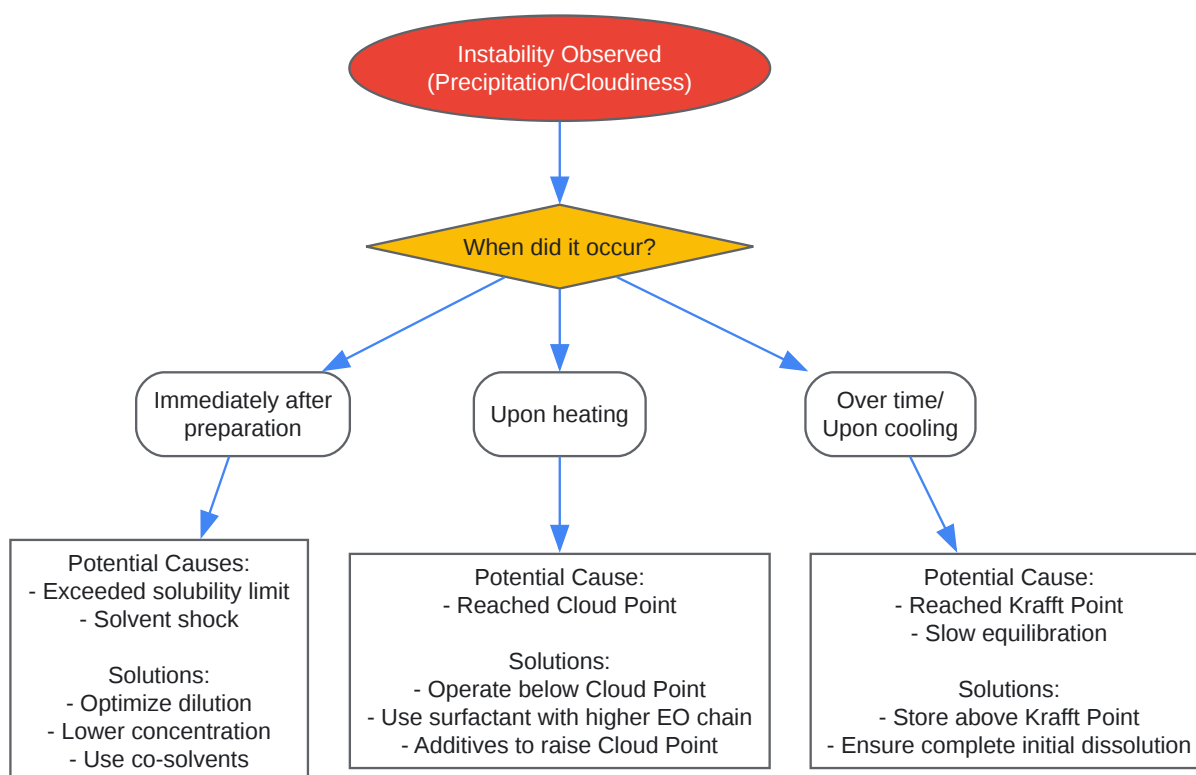 Instability Observed
(Precipitation/Cloudiness)
When did it occur?
Immediately after
preparation
Upon heating
Over time/
Upon cooling
Potential Causes:
- Exceeded solubility limit
- Solvent shock
Solutions:
- Optimize dilution
- Lower concentration
- Use co-solvents
Potential Cause:
- Reached Cloud Point
Solutions:
- Operate below Cloud Point
- Use surfactant with higher EO chain
- Additives to raise Cloud Point
Potential Cause:
- Reached Krafft Point
- Slow equilibration
Solutions:
- Store above Krafft Point
- Ensure complete initial dissolution